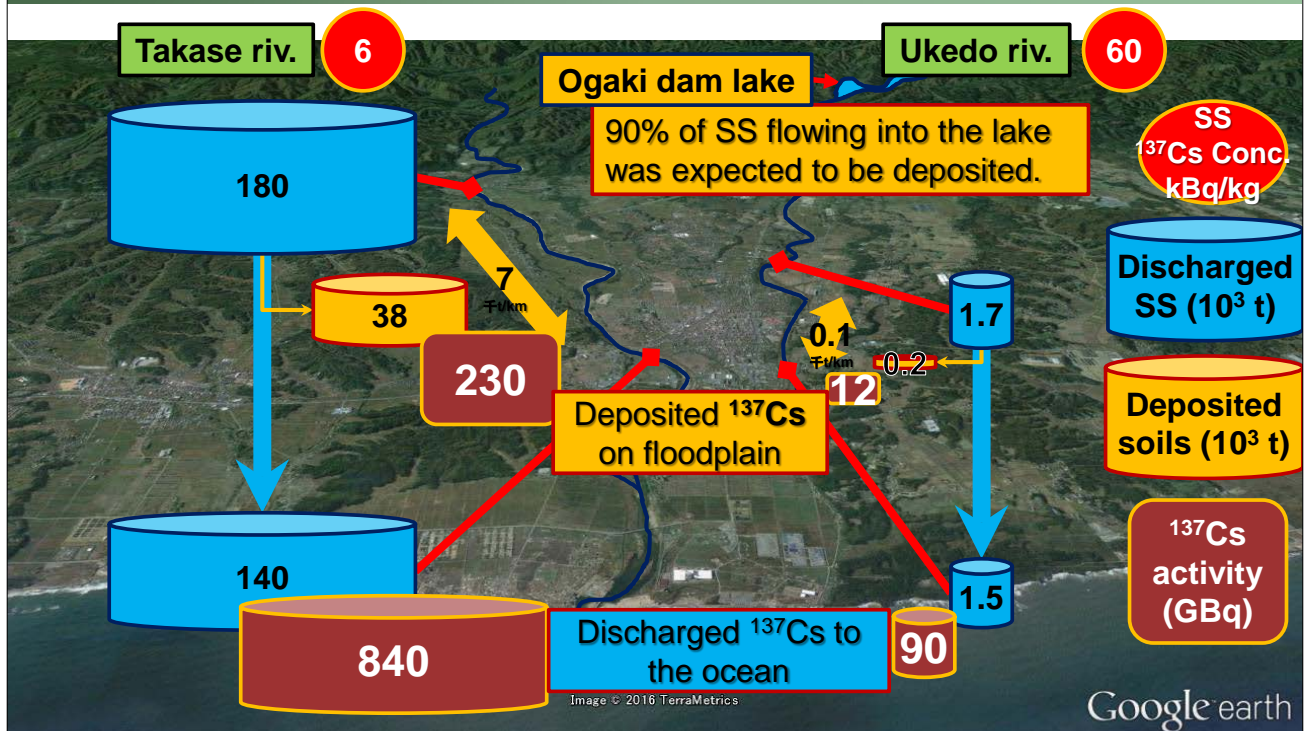 Takase riv.
6
Ukedo riv.
60
Ogaki dam lake
90% of SS flowing into the lake
was expected to be deposited.
SS
¹³⁷Cs Conc.
kBq/kg
180
7
千t/km
38
230
1.7
0.1
千t/km
0.2
12
Discharged
SS (10³ t)
Deposited ¹³⁷Cs
on floodplain
Deposited
soils (10³ t)
140
840
Discharged ¹³⁷Cs to
the ocean
90
1.5
¹³⁷Cs
activity
(GBq)
Image © 2016 TerraMetrics
Google earth